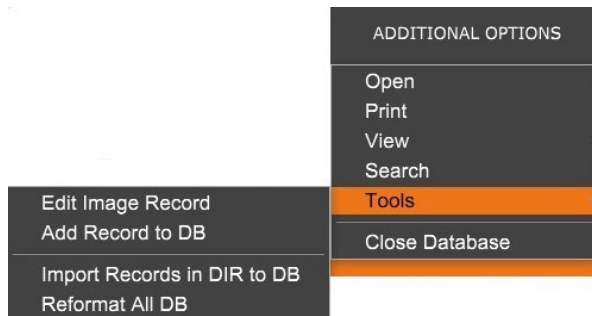 ADDITIONAL OPTIONS
Open
Print
View
Search
Tools
Close Database
Edit Image Record
Add Record to DB
Import Records in DIR to DB
Reformat All DB